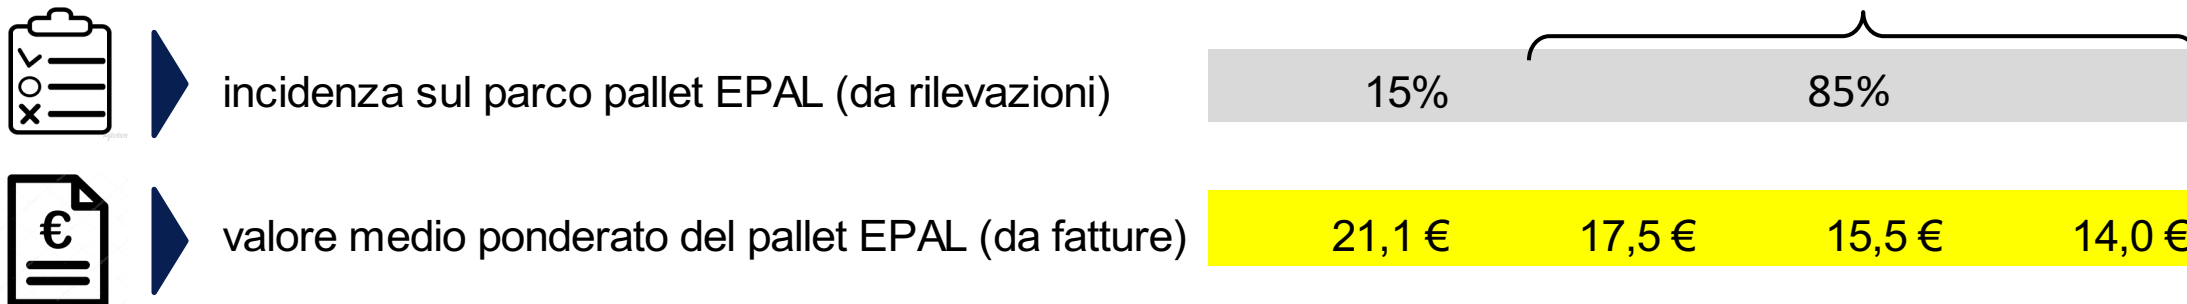 incidenza sul parco pallet EPAL (da rilevazioni) 15% 85%
valore medio ponderato del pallet EPAL (da fatture) 21,1 € 17,5 € 15,5 € 14,0 €